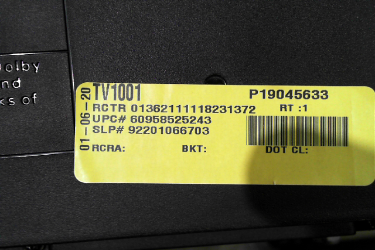 olby
and
ks of
01-06-20
TV1001 P19045633
RCTR 01362111118231372 RT :1
UPC# 60958525243
SLP# 92201066703
RCRA: BKT: DOT CL: